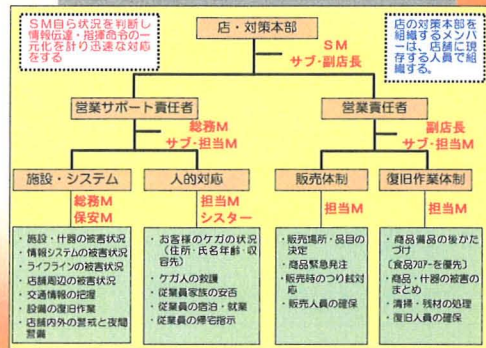 SM自ら状況を判断し
情報伝達・指揮命令の一
元化を計り迅速な対応
をする
店・対策本部
店の対策本部を
組織するメンバ
ーは、店舗に現
存する人員で組
織する。
SM
サブ・副店長
営業サポート責任者
営業責任者
総務M
サブ・担当M
副店長
サブ・担当M
施設・システム
人的対応
販売体制
復旧作業体制
総務M
保安M
担当M
シスター
担当M
担当M
・施設・什器の被害状況
・情報システムの被害状況
・ライフラインの被害状況
・店舗周辺の被害状況
・交通情報の把握
・設備の復旧作業
・店舗内外の警戒と夜間
警備
・お客様のケガの状況
(住所・氏名年齢・収
容先)
・ケガ人の救護
・従業員家族の安否
・従業員の宿泊・就業
・従業員の帰宅指示
・販売場所・品目の
決定
・商品緊急発注
・販売時のつり銭対
応
・販売人員の確保
・商品備品の後かた
づけ
〔食品フロアーを優先〕
・商品・什器の被害の
まとめ
・清掃・残材の処理
・復旧人員の確保